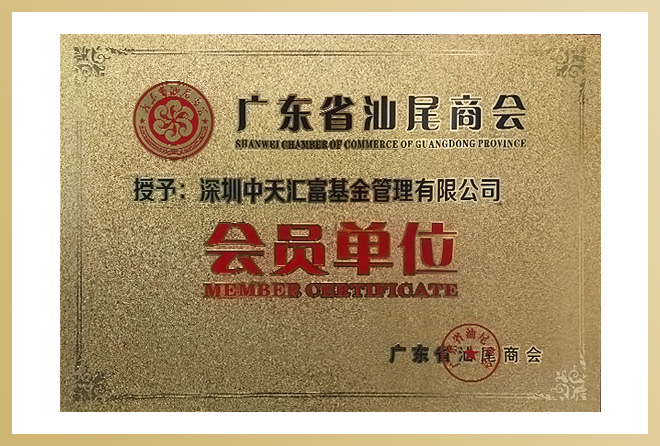 广东省汕尾商会
SHANWEI CHAMBER OF COMMERCE OF GUANGDONG PROVINCE
授予：深圳中天汇富基金管理有限公司
会员单位
MEMBER CERTIFICATE
广东省汕尾商会